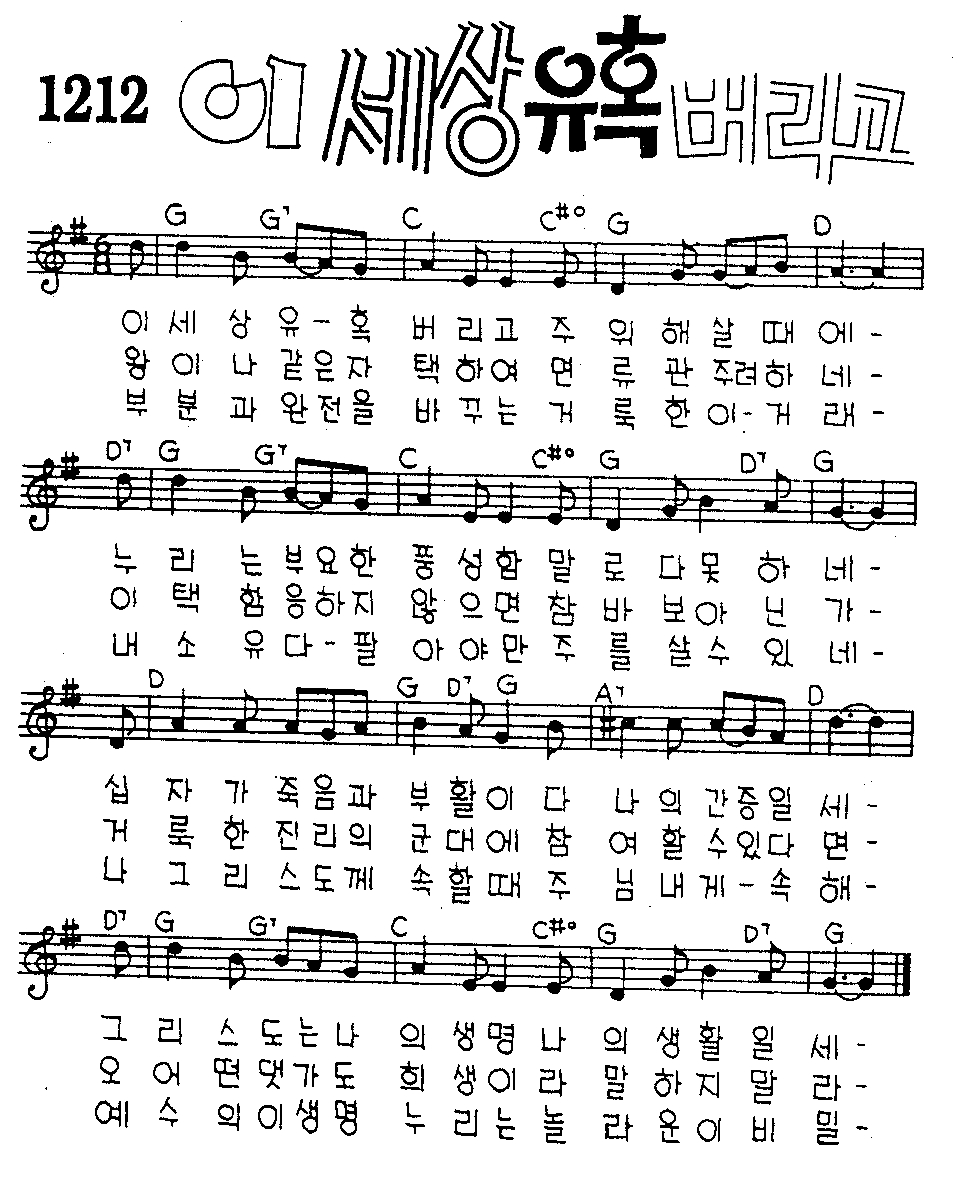 1212 이 세상 유혹 버리고
G G7 C C#° G D
이 세 상 유 - 혹 버 리 고 주 위 해 살 때 에 -
왕 이 나 같 은 자 택 하 여 면 류 관 주 려 하 네 -
부 분 과 완 전 을 바 꾸 는 거 룩 한 이 - 거 래 -
D7 G G7 C C#° G D7 G
누 리 는 부 요 한 풍 성 함 말 로 다 못 하 네 -
이 택 함 응 하 지 않 으 면 참 바 보 아 닌 가 -
내 소 유 다 - 팔 아 야 만 주 를 살 수 있 네 -
D G D7 G A7 D
십 자 가 죽 음 과 부 활 이 다 나 의 간 증 일 세 -
거 룩 한 진 리 의 군 대 에 참 여 할 수 있 다 면 -
나 그 리 스 도 께 속 할 때 주 님 내 게 - 속 해 -
D7 G G7 C C#° G D7 G
그 리 스 도 는 나 의 생 명 나 의 생 활 일 세 -
오 어 떤 댓 가 도 희 생 이 라 말 하 지 말 라 -
예 수 의 이 생 명 누 리 는 놀 라 운 이 비 밀 -